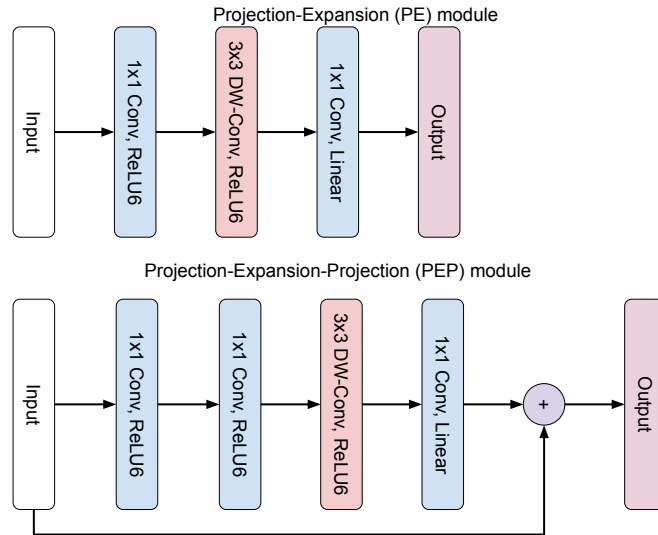 Projection-Expansion (PE) module
Input
1x1 Conv, ReLU6
3x3 DW-Conv, ReLU6
1x1 Conv, Linear
Output
Projection-Expansion-Projection (PEP) module
Input
1x1 Conv, ReLU6
1x1 Conv, ReLU6
3x3 DW-Conv, ReLU6
1x1 Conv, Linear
+
Output